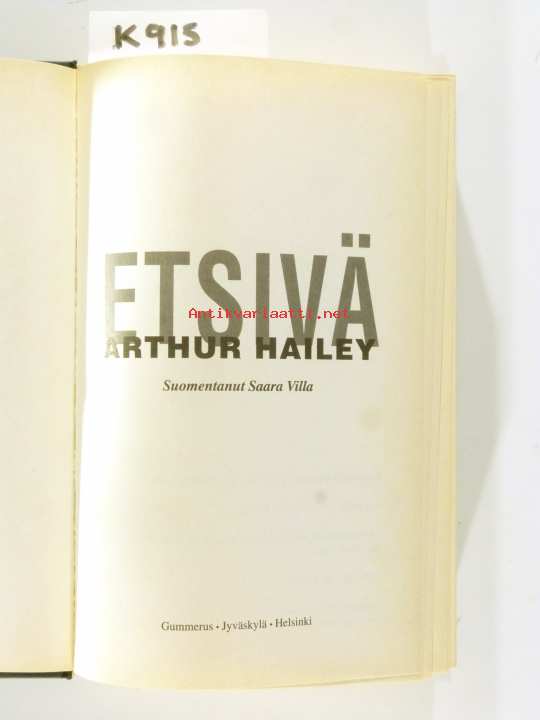 K915
ETSIVÄ
Antikvariaatti.net
ARTHUR HAILEY
Suomentanut Saara Villa
Gummerus • Jyväskylä • Helsinki